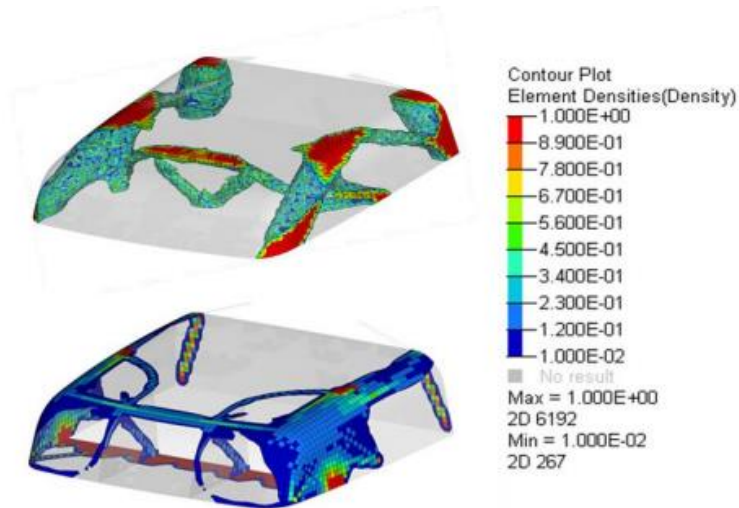 Contour Plot
Element Densities(Density)
1.000E+00
8.900E-01
7.800E-01
6.700E-01
5.600E-01
4.500E-01
3.400E-01
2.300E-01
1.200E-01
1.000E-02
No result
Max = 1.000E+00
2D 6192
Min = 1.000E-02
2D 267